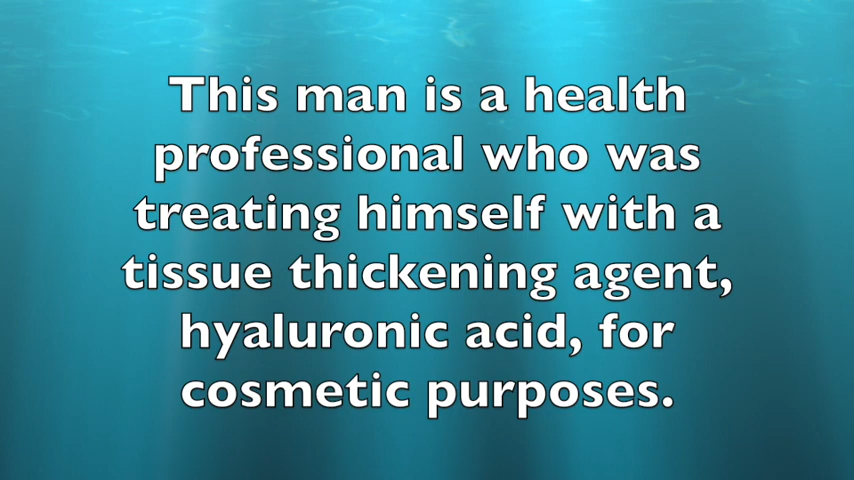 This man is a health
professional who was
treating himself with a
tissue thickening agent,
hyaluronic acid, for
cosmetic purposes.